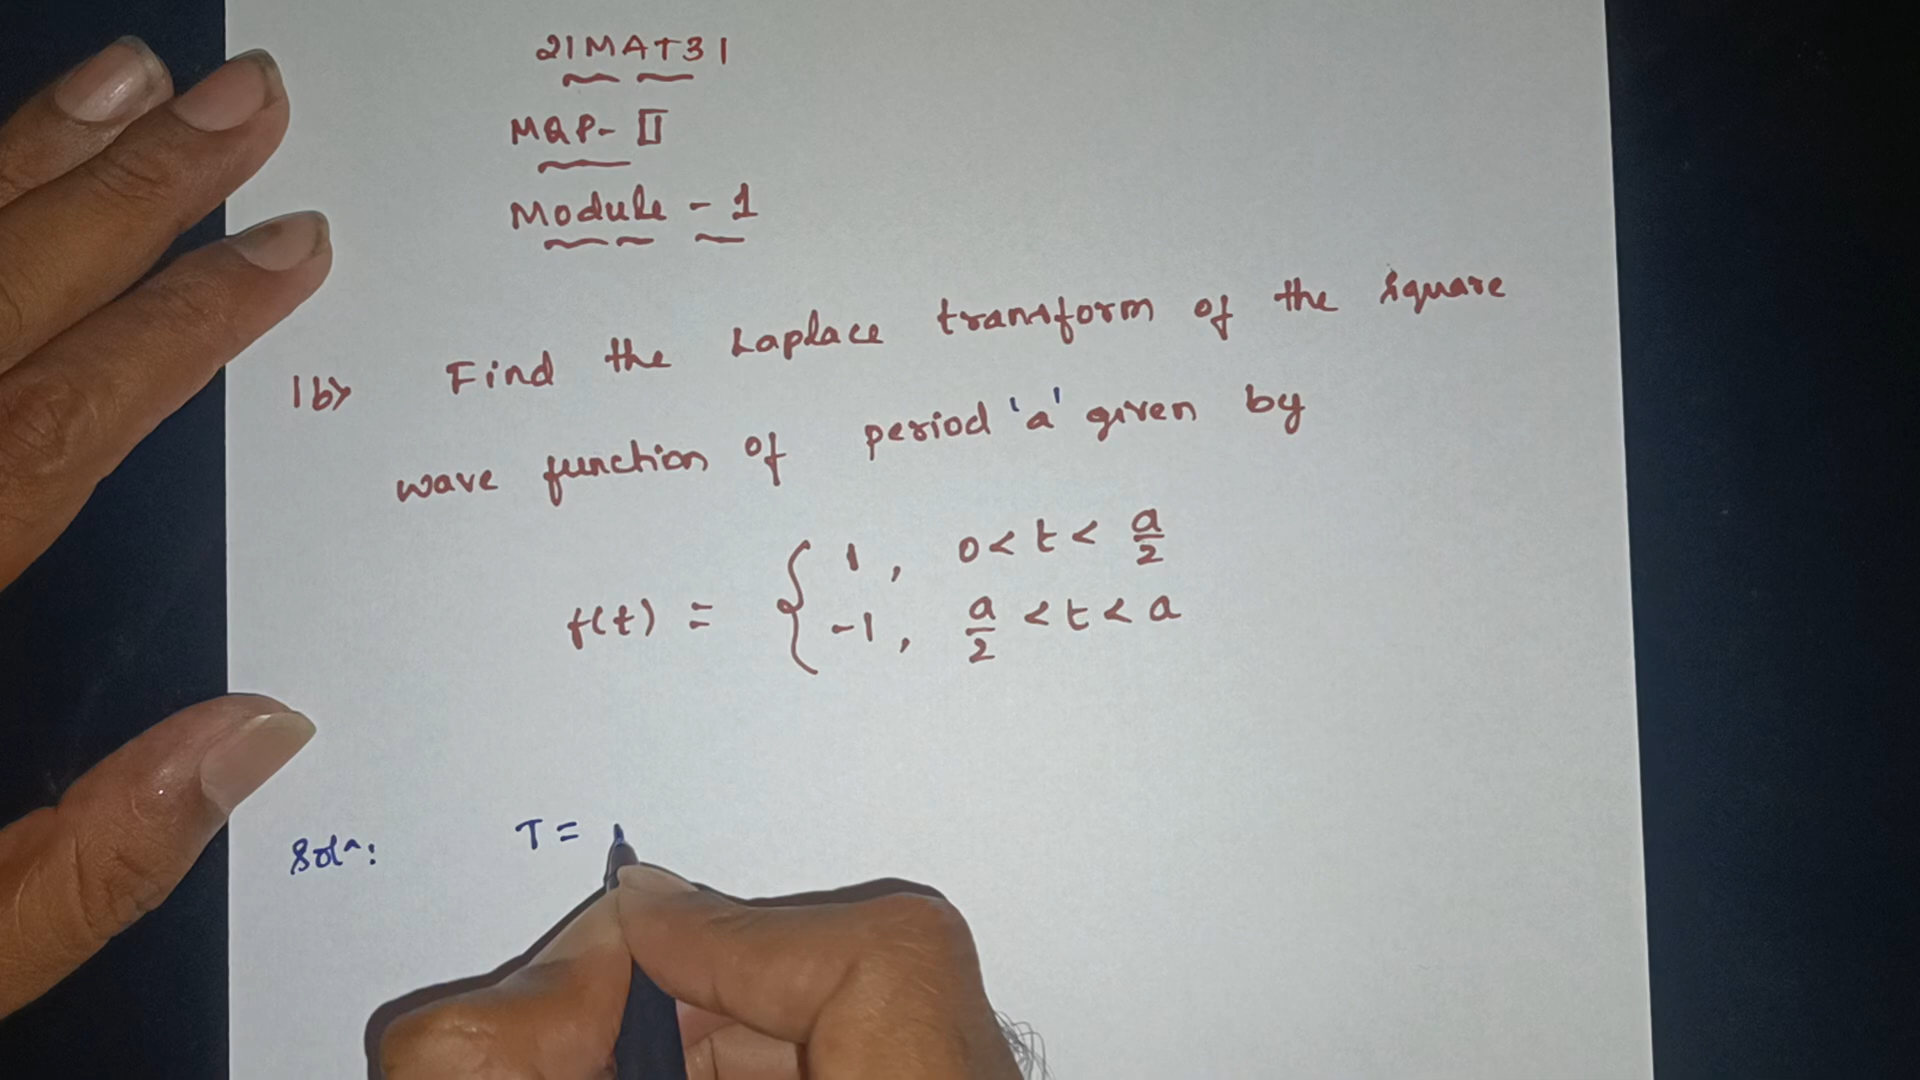 21MAT31
MQP- II
Module - 1
1b> Find the Laplace transform of the square
wave function of period 'a' given by
f(t) = { 1 , 0 < t < a/2
-1 , a/2 < t < a
Soln: T =